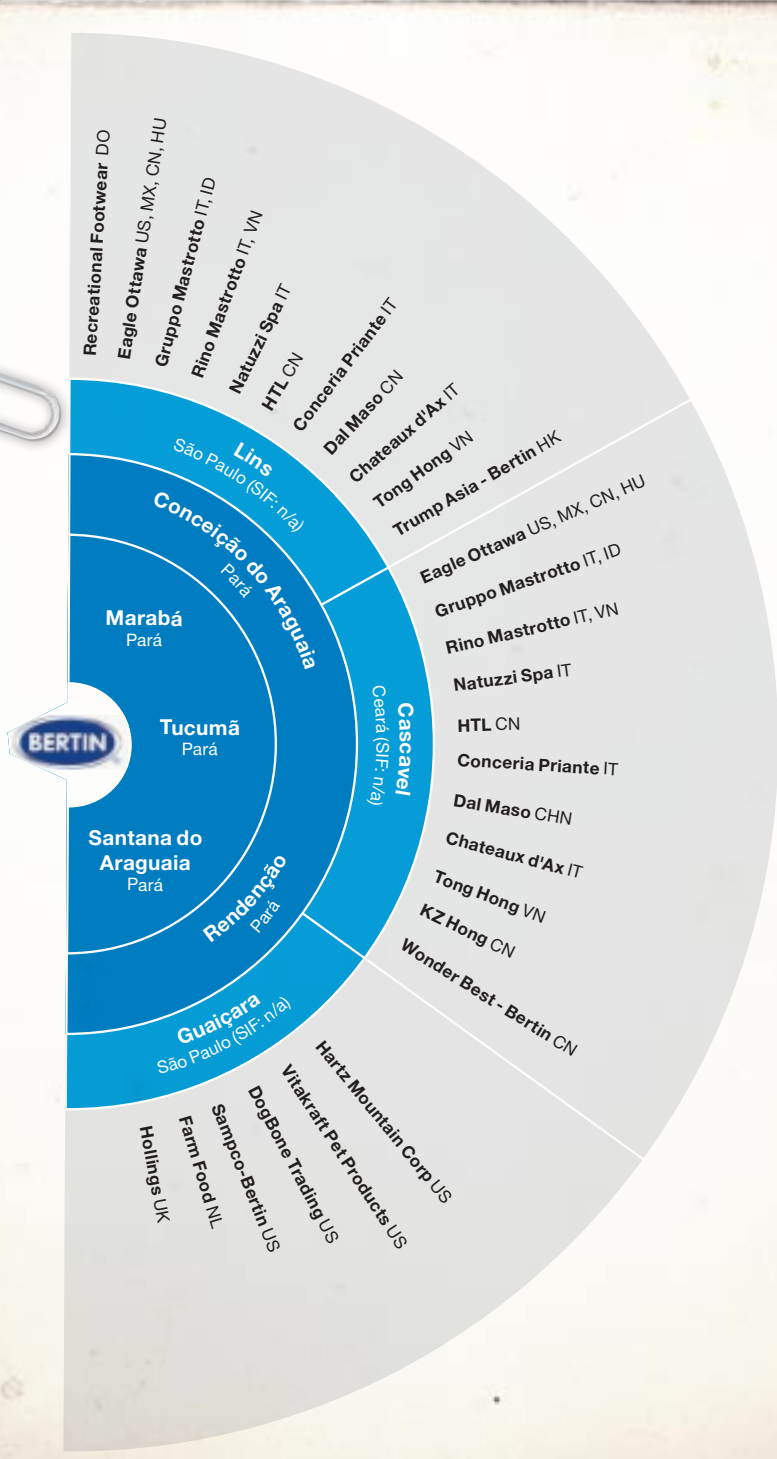 BERTIN
Marabá
Pará
Tucumã
Pará
Santana do
Araguaia
Pará
Conceição do Araguaia
Pará
Rendenção
Pará
Lins
São Paulo (SIF: n/a)
Recreational Footwear DO
Eagle Ottawa US, MX, CN, HU
Gruppo Mastrotto IT, ID
Rino Mastrotto IT, VN
Natuzzi Spa IT
HTL CN
Conceria Priante IT
Dal Maso CN
Chateaux d'Ax IT
Tong Hong VN
Trump Asia - Bertin HK
Cascavel
Ceará (SIF: n/a)
Eagle Ottawa US, MX, CN, HU
Gruppo Mastrotto IT, ID
Rino Mastrotto IT, VN
Natuzzi Spa IT
HTL CN
Conceria Priante IT
Dal Maso CHN
Chateaux d'Ax IT
Tong Hong VN
KZ Hong CN
Wonder Best - Bertin CN
Guaiçara
São Paulo (SIF: n/a)
Hartz Mountain Corp US
Vitakraft Pet Products US
DogBone Trading US
Sampco-Bertin US
Farm Food NL
Hollings UK